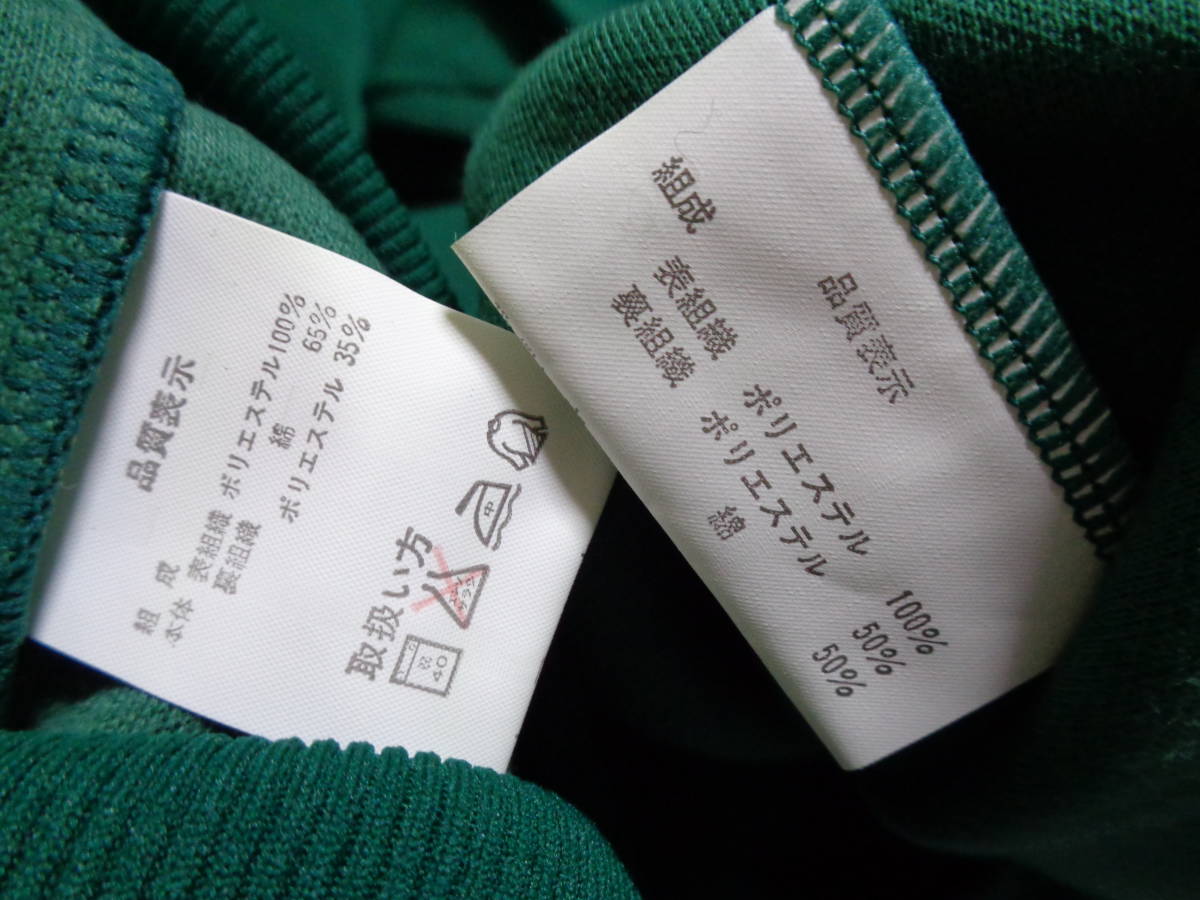 品質表示
組成
本体 表組織 ポリエステル100%
裏組織 綿 65%
ポリエステル 35%
取扱い方
40
中
品質表示
組成
表組織 ポリエステル 100%
裏組織 ポリエステル 50%
綿 50%